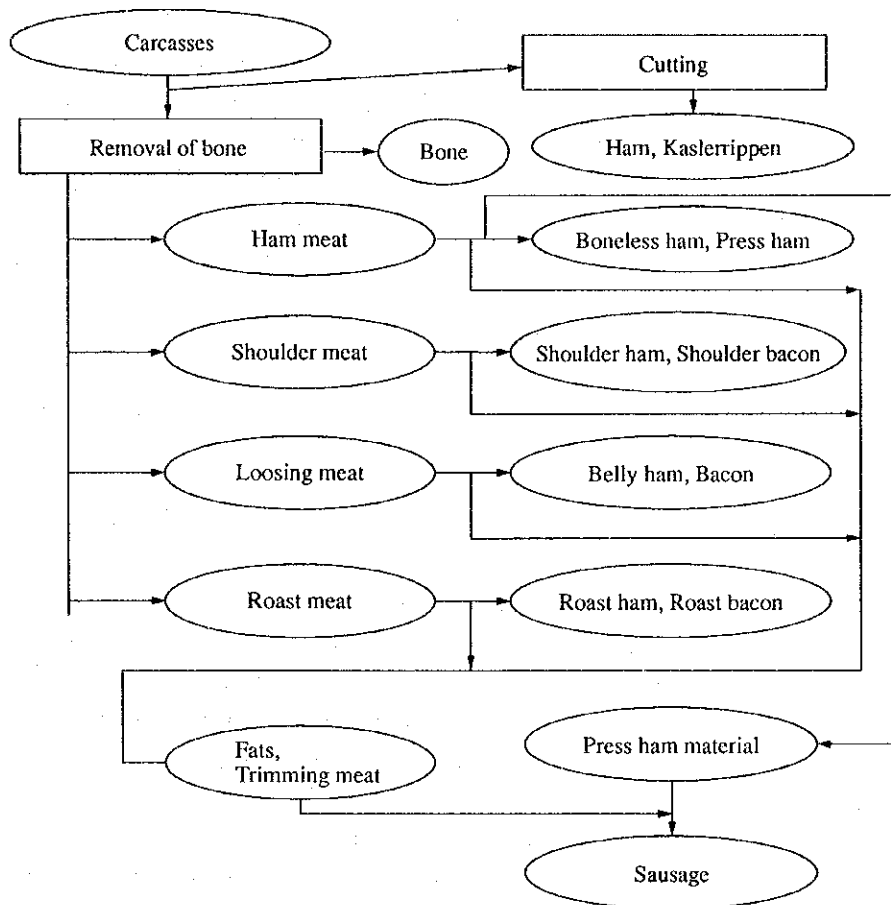 Carcasses
Cutting
Removal of bone
Bone
Ham, Kaslerrippen
Ham meat
Boneless ham, Press ham
Shoulder meat
Shoulder ham, Shoulder bacon
Loosing meat
Belly ham, Bacon
Roast meat
Roast ham, Roast bacon
Fats,
Trimming meat
Press ham material
Sausage